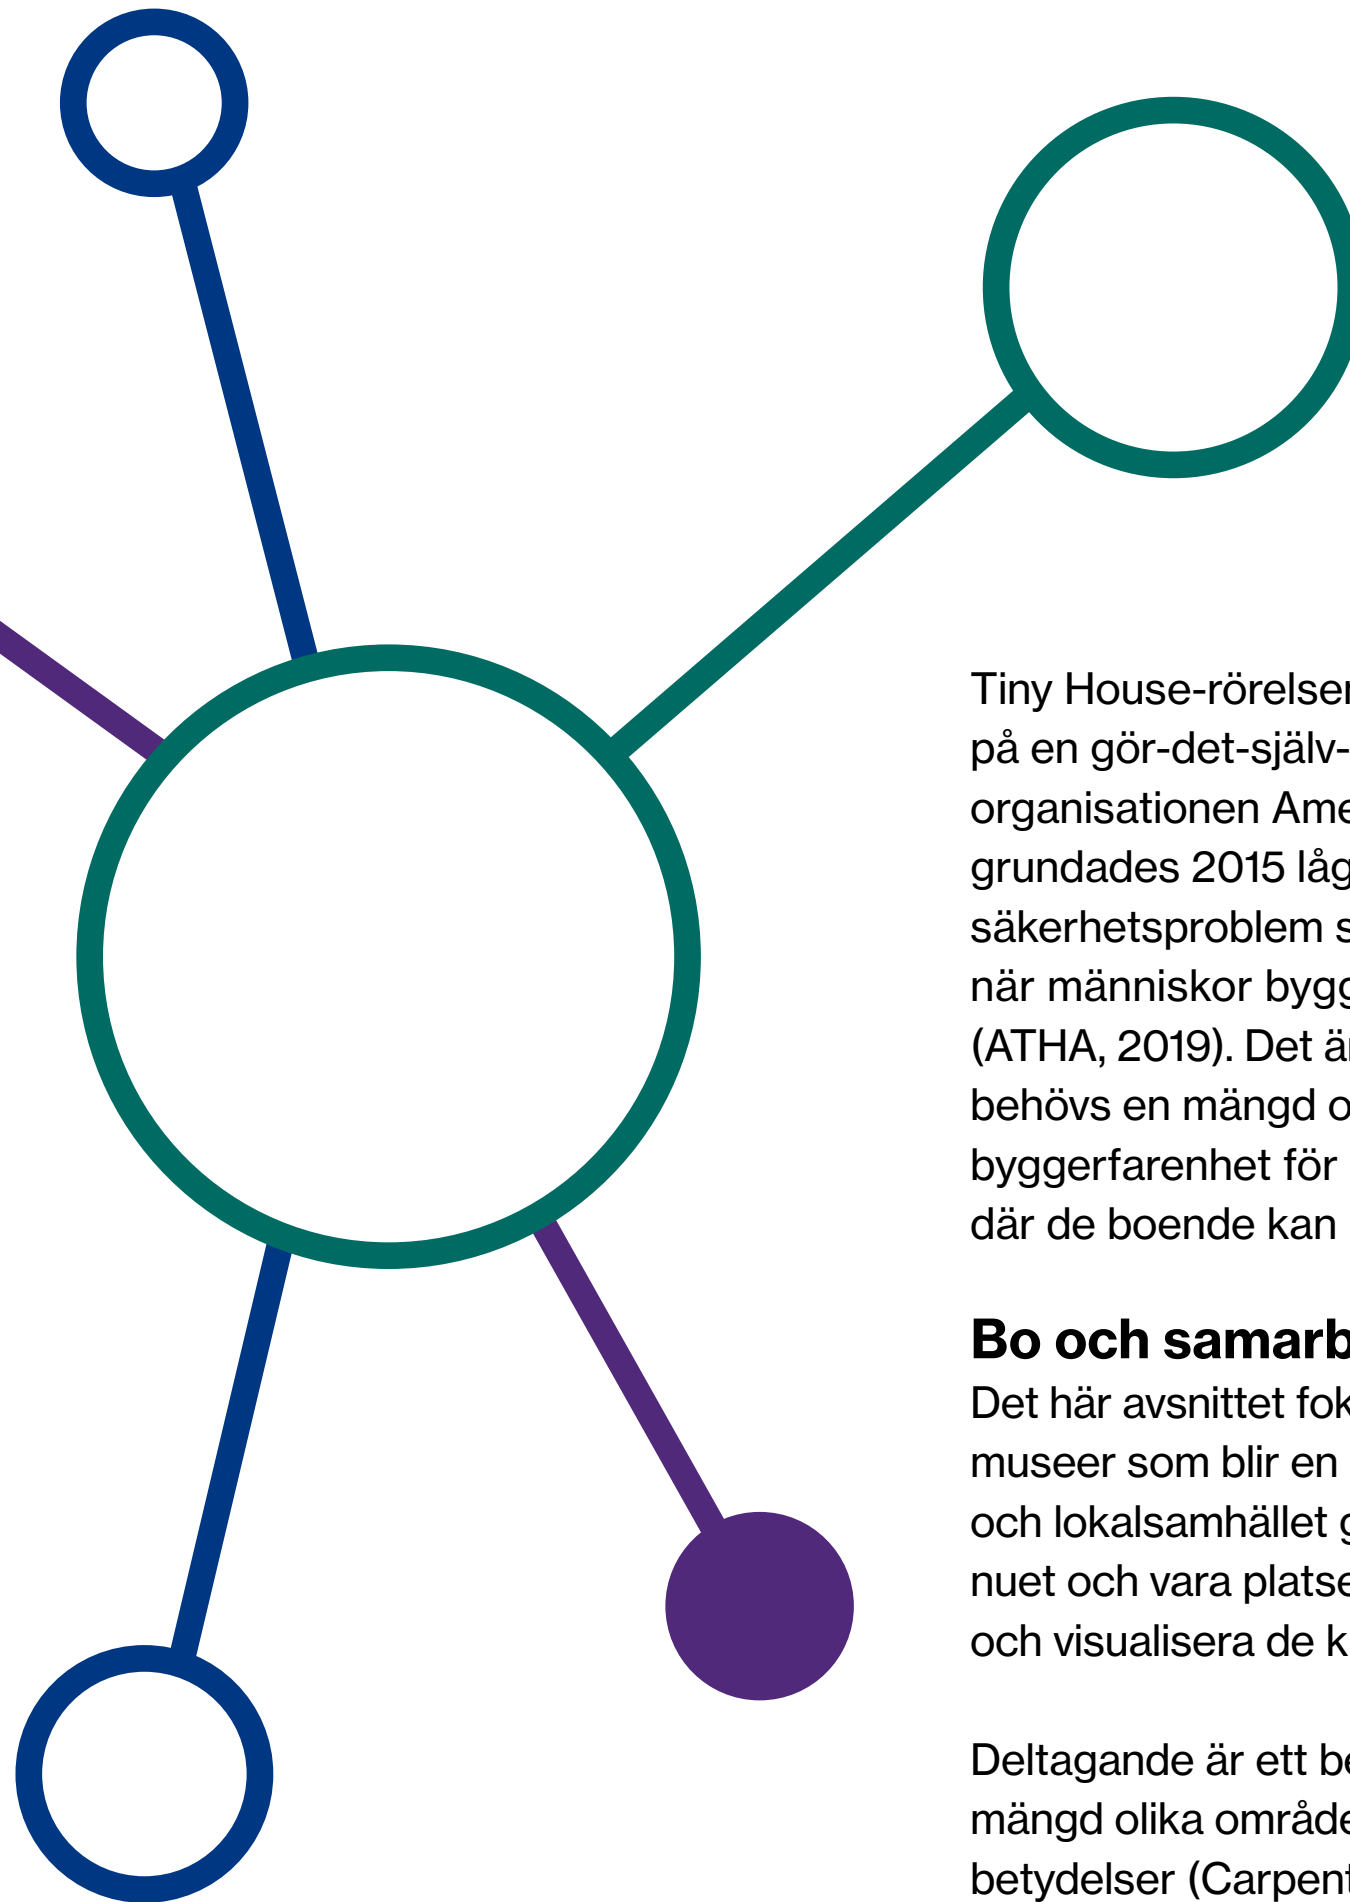 Tiny House-rörelsen
på en gör-det-själv-
organisationen Ame
grundades 2015 låg
säkerhetsproblem s
när människor bygg
(ATHA, 2019). Det är
behövs en mängd o
byggerfarenhet för
där de boende kan
Bo och samarb
Det här avsnittet fok
museer som blir en
och lokalsamhället g
nuet och vara platse
och visualisera de k
Deltagande är ett be
mängd olika område
betydelser (Carpent